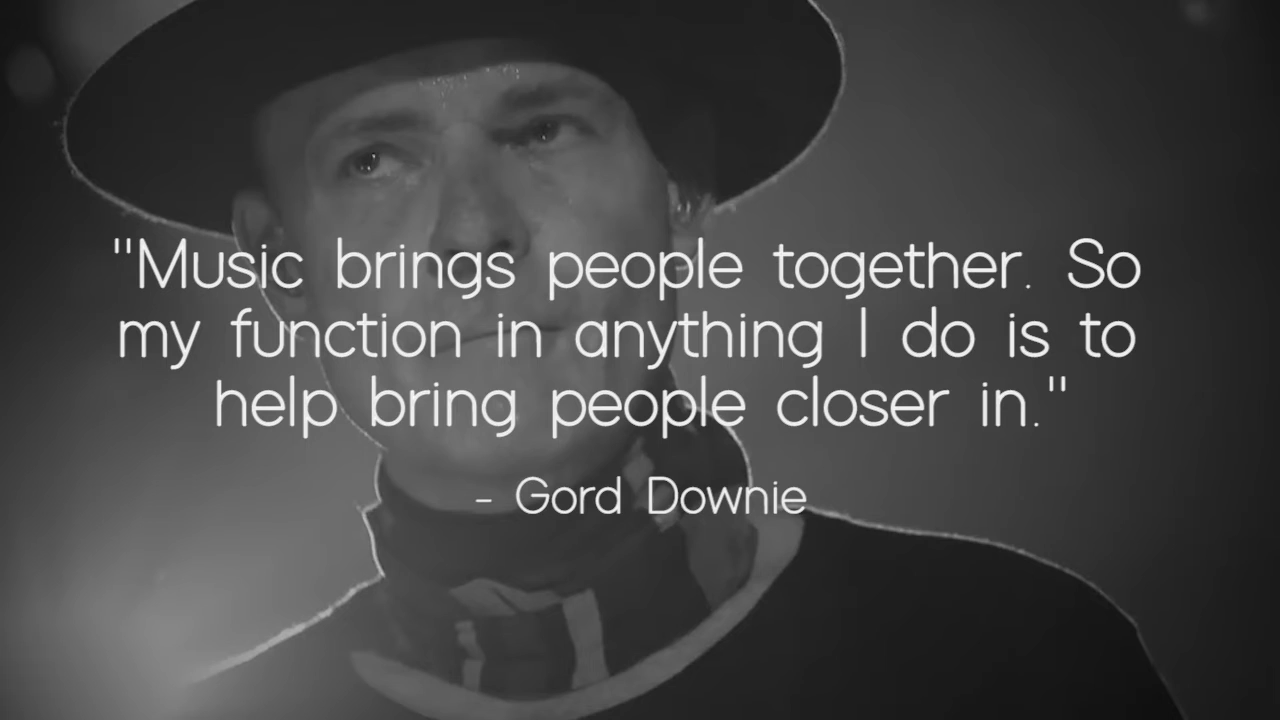 "Music brings people together. So
my function in anything I do is to
help bring people closer in."
- Gord Downie